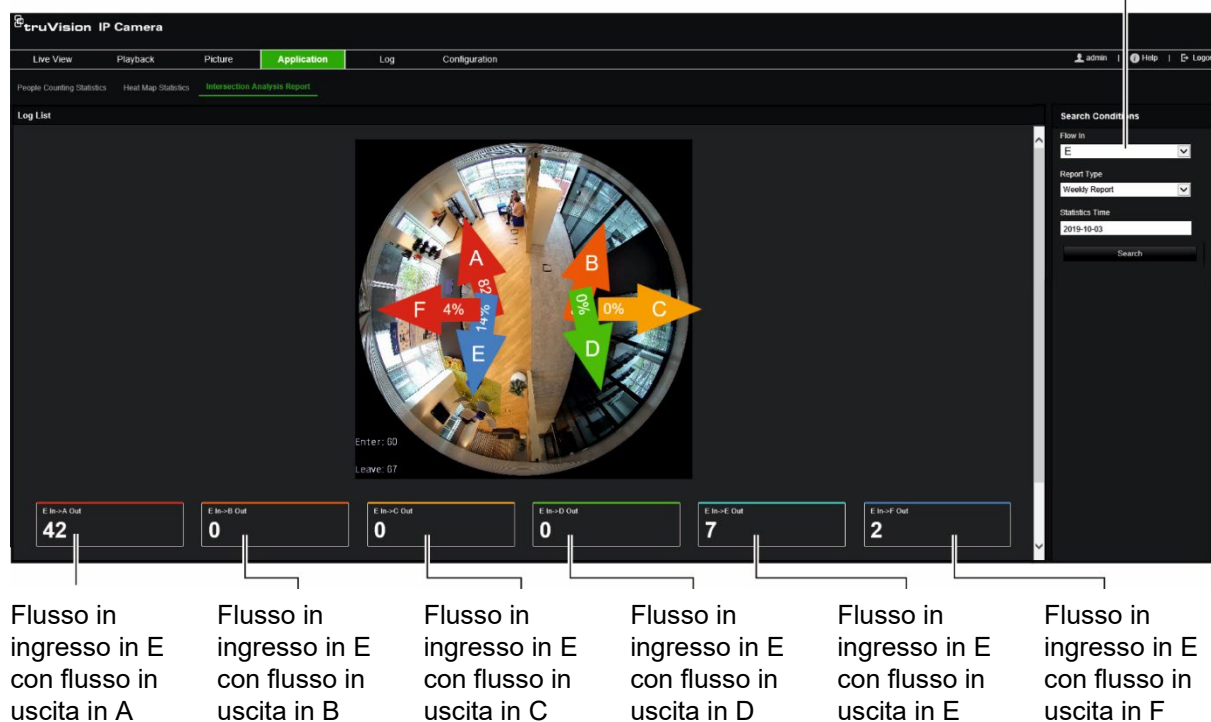 truVision IP Camera
Live View Playback Picture Application Log Configuration
admin | Help | Logou
People Counting Statistics Heat Map Statistics Intersection Analysis Report
Log List
Search Conditions
Flow In
E
Report Type
Weekly Report
Statistics Time
2019-10-03
Search
A
B
F 4%
0% C
14%
0%
E
D
Leave: 07
E In->A Out
42
E In->B Out
0
E In->C Out
0
E In->D Out
0
E In->E Out
7
E In->F Out
2
Flusso in
ingresso in E
con flusso in
uscita in A
Flusso in
ingresso in E
con flusso in
uscita in B
Flusso in
ingresso in E
con flusso in
uscita in C
Flusso in
ingresso in E
con flusso in
uscita in D
Flusso in
ingresso in E
con flusso in
uscita in E
Flusso in
ingresso in E
con flusso in
uscita in F